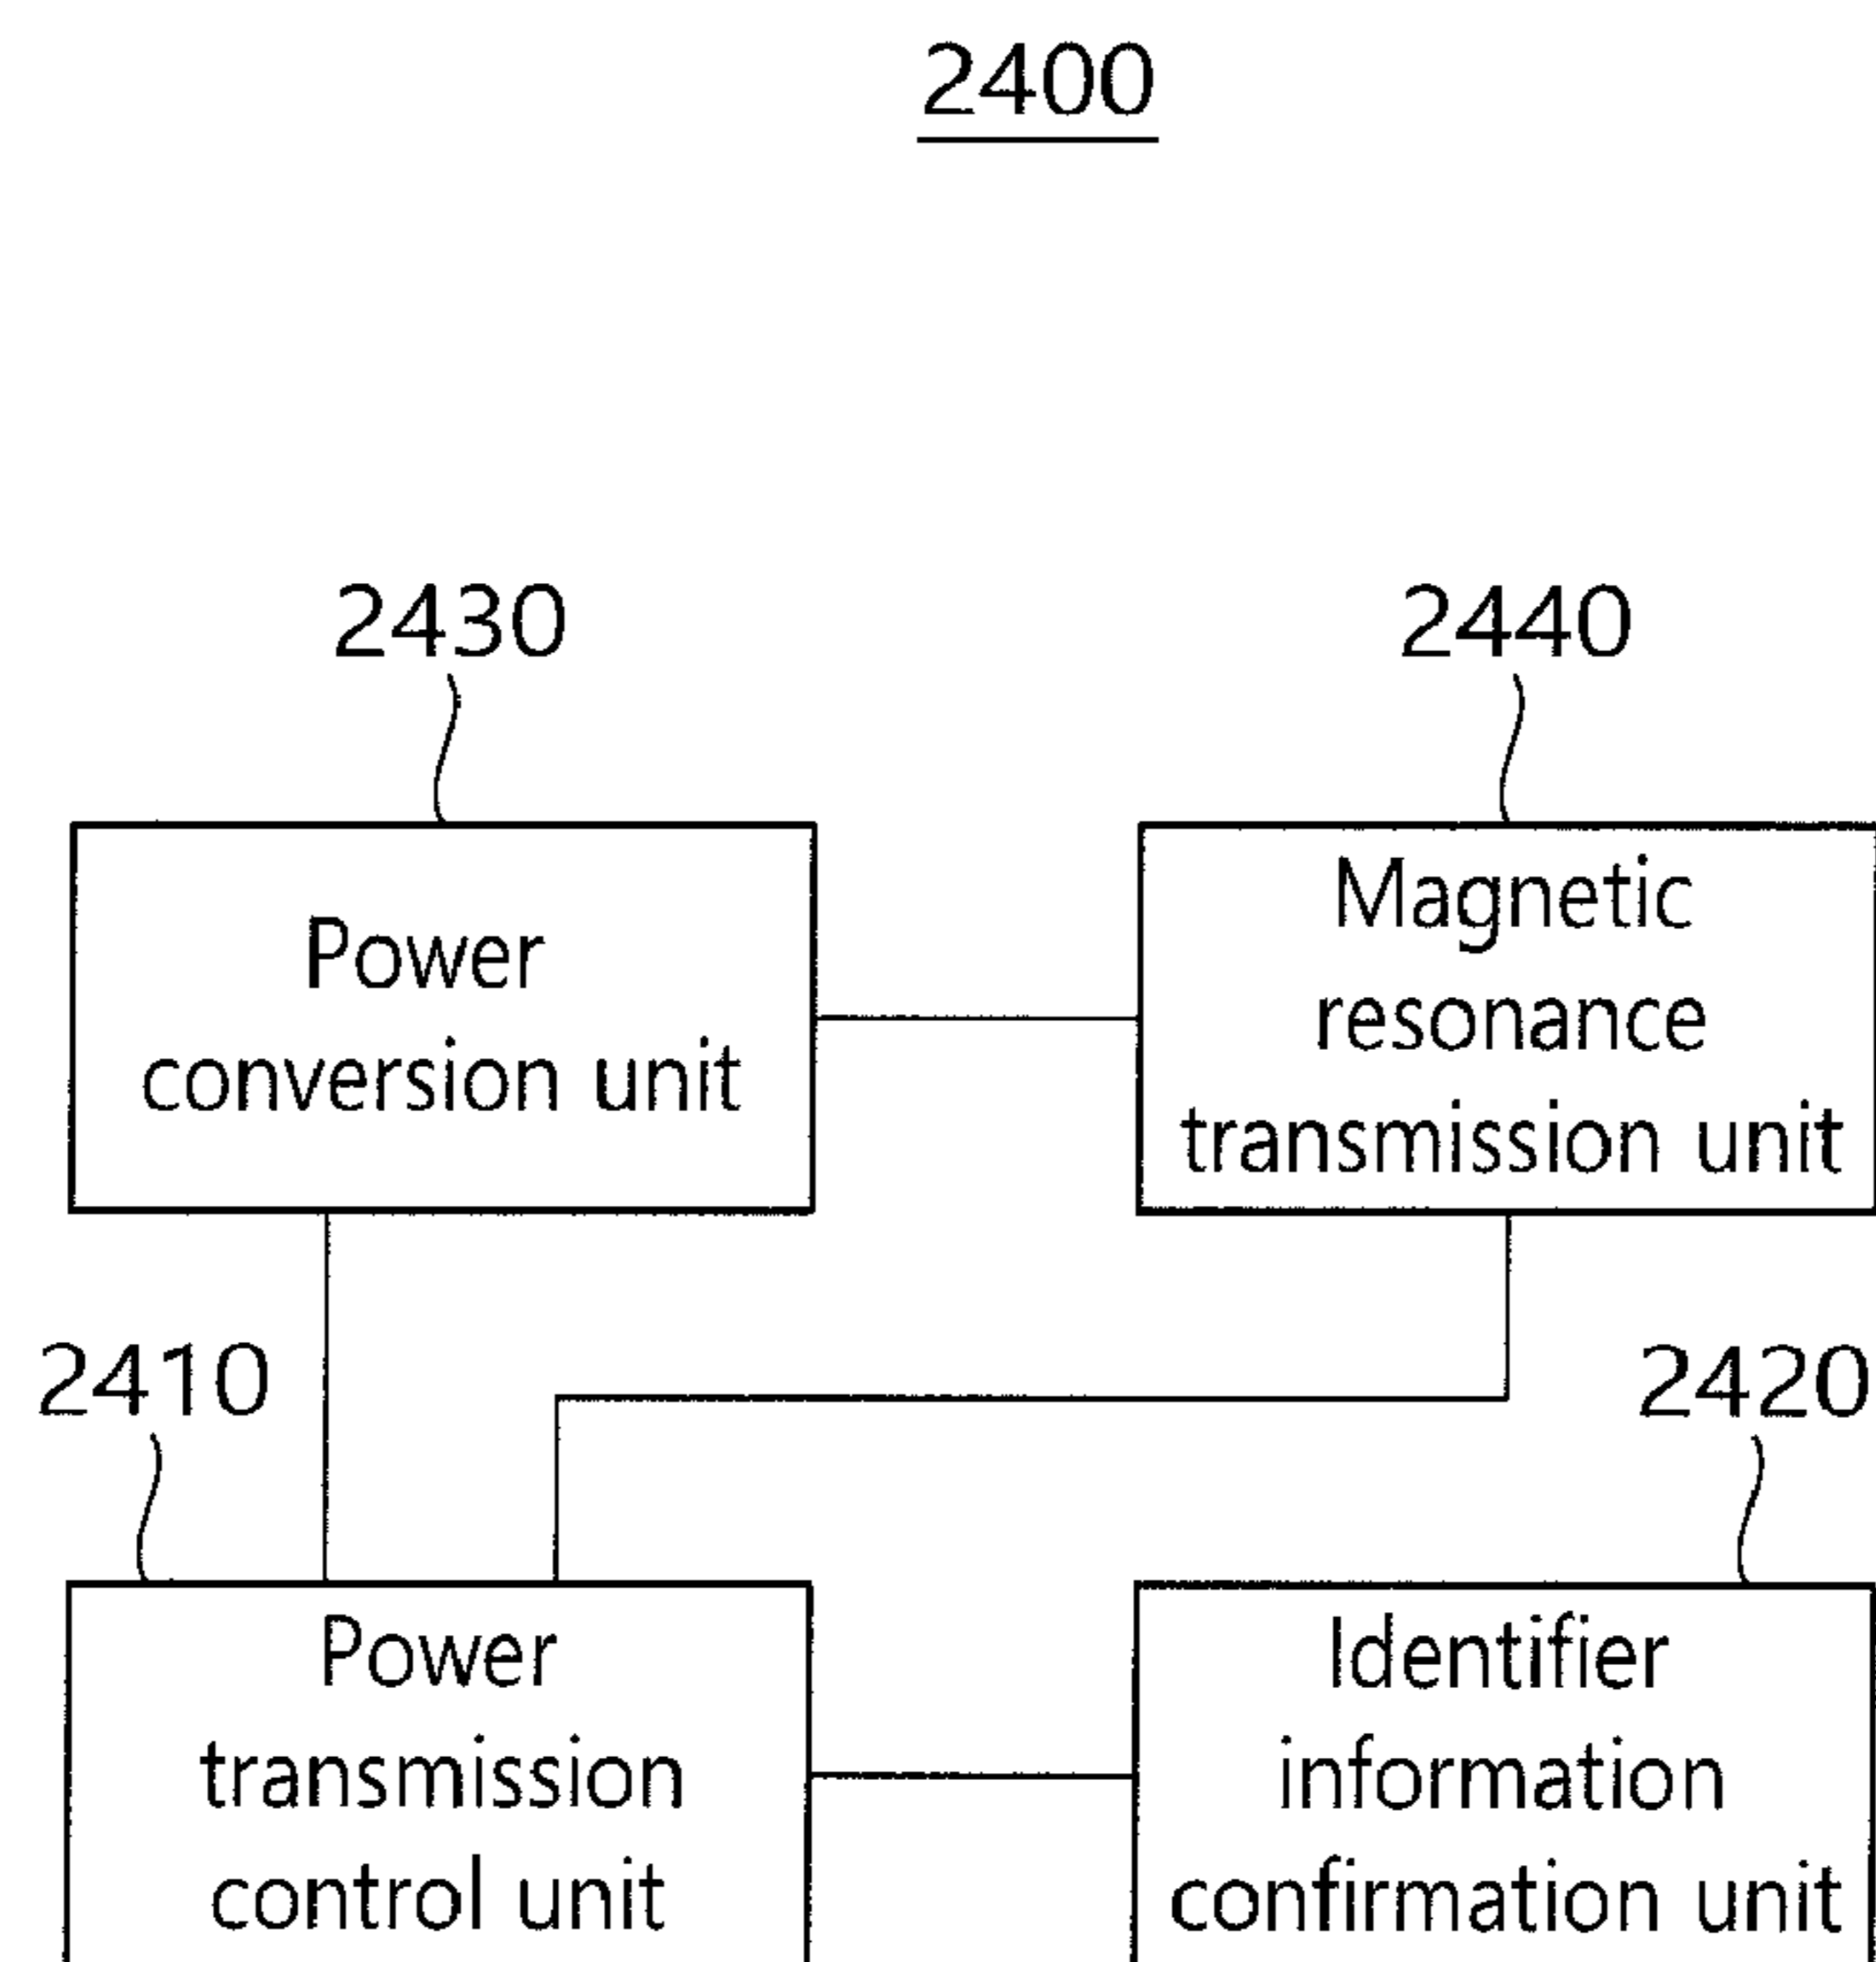 2400
2430
2440
Power
conversion unit
Magnetic
resonance
transmission unit
2410
2420
Power
transmission
control unit
Identifier
information
confirmation unit